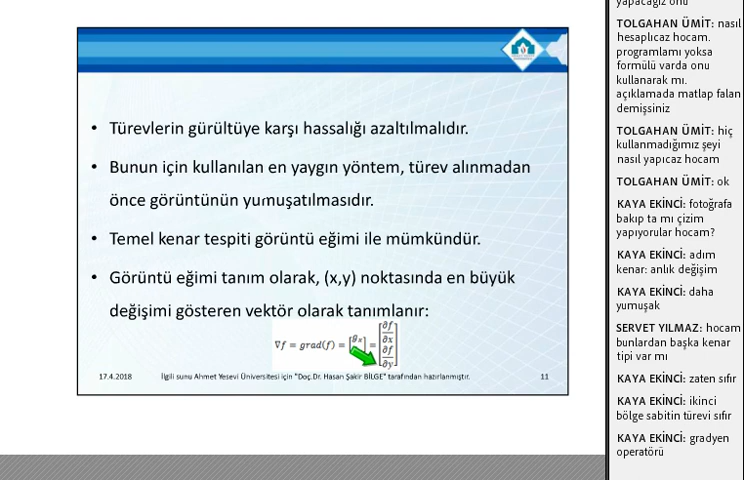 • Türevlerin gürültüye karşı hassalığı azaltılmalıdır.
• Bunun için kullanılan en yaygın yöntem, türev alınmadan
önce görüntünün yumuşatılmasıdır.
• Temel kenar tespiti görüntü eğimi ile mümkündür.
• Görüntü eğimi tanım olarak, (x,y) noktasında en büyük
değişimi gösteren vektör olarak tanımlanır:
∇f = grad(f) = [gₓ] = [∂f/∂x ∂f/∂y]
17.4.2018 İlgili sunu Ahmet Yesevi Üniversitesi için "Doç.Dr. Hasan Şakir BİLGE" tarafından hazırlanmıştır. 11
yapacağız onu
TOLGAHAN ÜMİT: nasıl
hesaplıcaz hocam.
programlamı yoksa
formülü varda onu
kullanarak mı.
açıklamada matlap falan
demişsiniz
TOLGAHAN ÜMİT: hiç
kullanmadığımız şeyi
nasıl yapıcaz hocam
TOLGAHAN ÜMİT: ok
KAYA EKİNCİ: fotoğrafa
bakıp ta mı çizim
yapıyorular hocam?
KAYA EKİNCİ: adım
kenar: anlık değişim
KAYA EKİNCİ: daha
yumuşak
SERVET YILMAZ: hocam
bunlardan başka kenar
tipi var mı
KAYA EKİNCİ: zaten sıfır
KAYA EKİNCİ: ikinci
bölge sabitin türevi sıfır
KAYA EKİNCİ: gradyen
operatörü